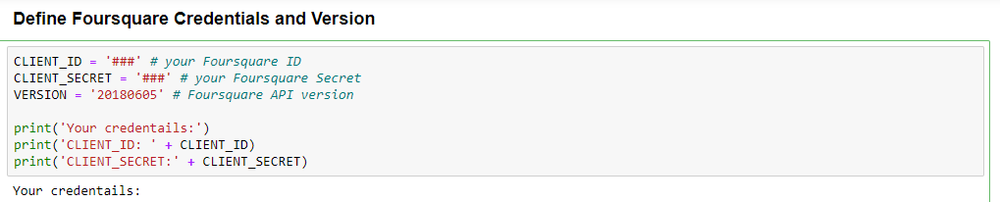 Define Foursquare Credentials and Version
CLIENT_ID = '###' # your Foursquare ID
CLIENT_SECRET = '###' # your Foursquare Secret
VERSION = '20180605' # Foursquare API version
print('Your credentails:')
print('CLIENT_ID: ' + CLIENT_ID)
print('CLIENT_SECRET:' + CLIENT_SECRET)
Your credentails: